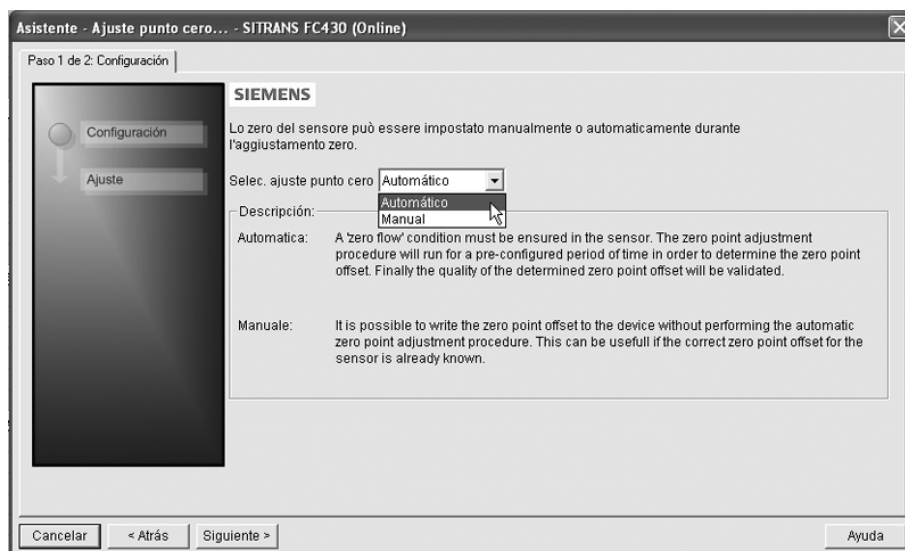 Asistente - Ajuste punto cero... - SITRANS FC430 (Online)
Paso 1 de 2: Configuración
SIEMENS
Configuración
Ajuste
Lo zero del sensore può essere impostato manualmente o automaticamente durante
l'aggiustamento zero.
Selec. ajuste punto cero Automático
Automático
Manual
Descripción:
Automatica: A 'zero flow' condition must be ensured in the sensor. The zero point adjustment
procedure will run for a pre-configured period of time in order to determine the zero point
offset. Finally the quality of the determined zero point offset will be validated.
Manuale: It is possible to write the zero point offset to the device without performing the automatic
zero point adjustment procedure. This can be usefull if the correct zero point offset for the
sensor is already known.
Cancelar < Atrás Siguiente > Ayuda